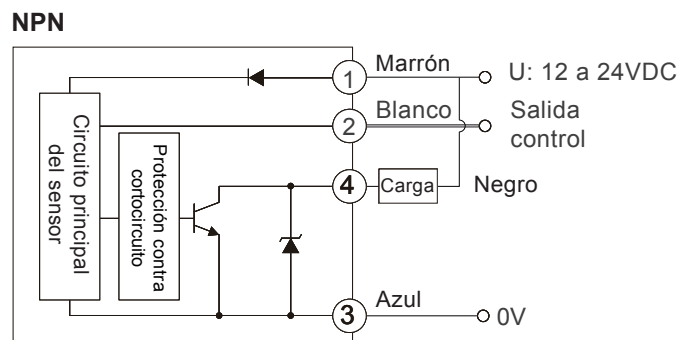 NPN
1
Marrón
U: 12 a 24VDC
2
Blanco
Salida
control
Circuito principal
del sensor
Protección contra
cortocircuito
4
Carga
Negro
3
Azul
0V